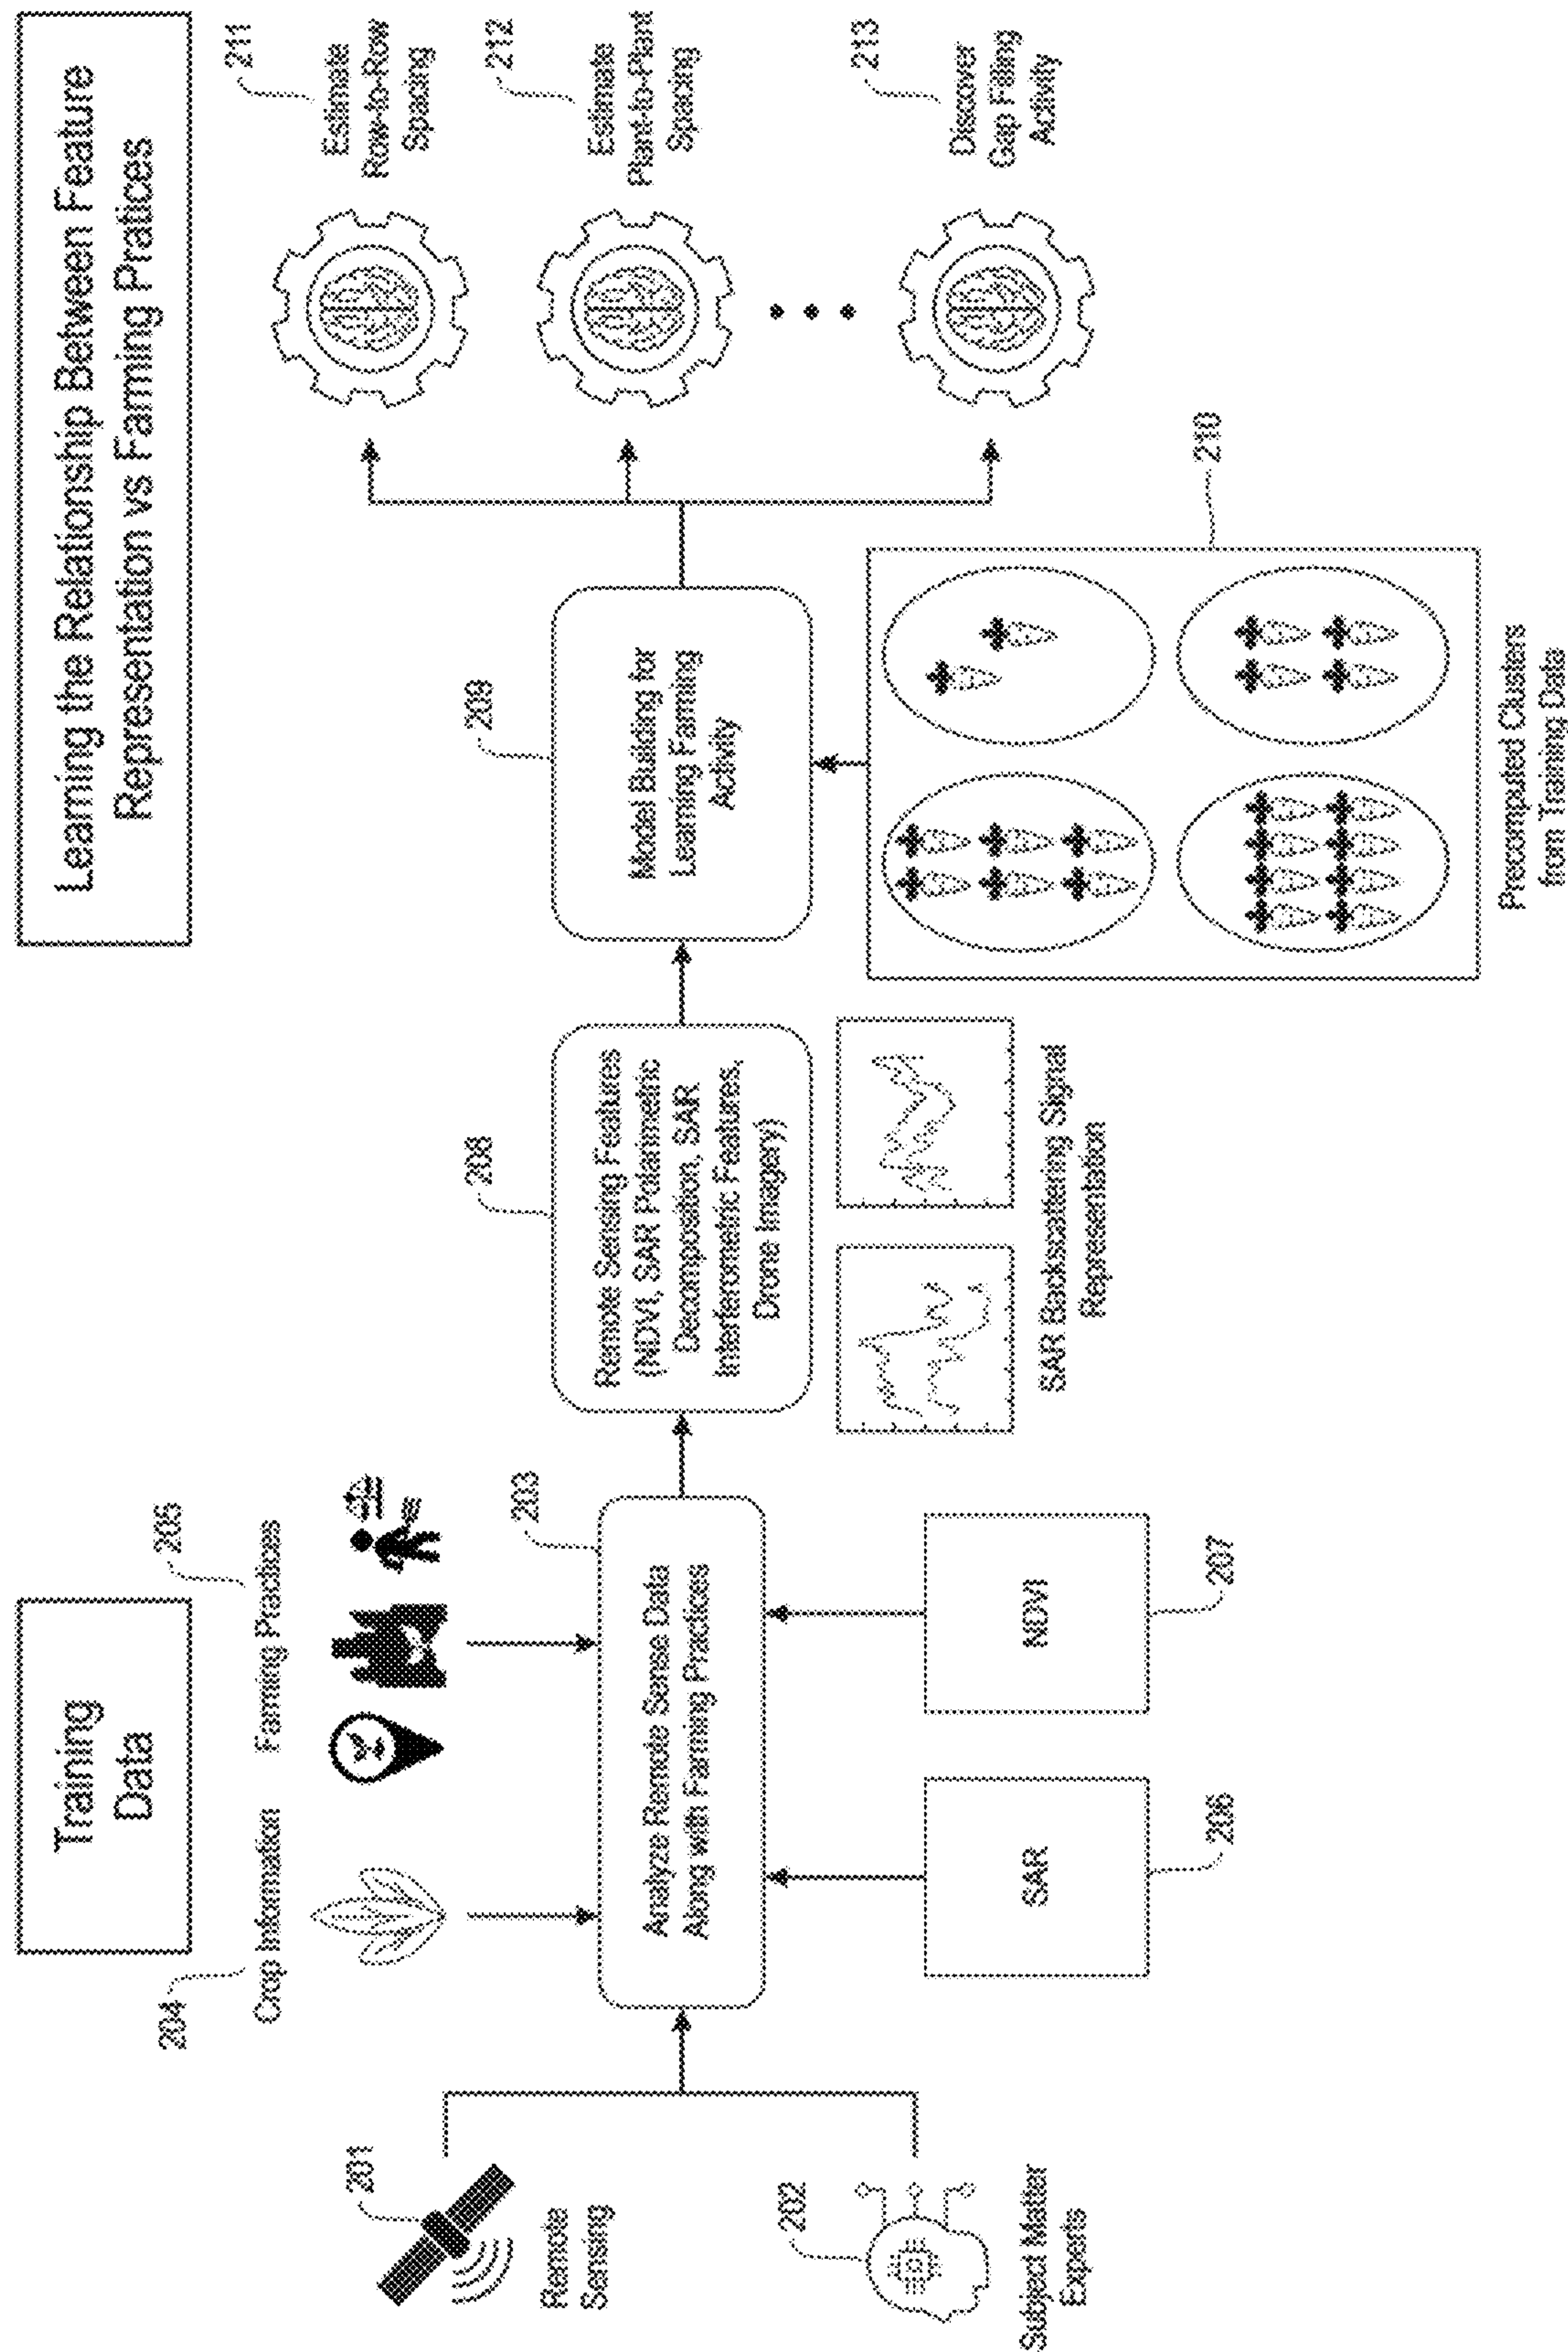 Training
Data
Learning the Relationship Between Feature
Representation vs Farming Pratices
204
Crop Information
205
Farming Practices
201
Remote
Sensing
202
Subject Matter
Experts
203
Analyze Remote Sense Data
Along with Farming Practices
SAR
206
NDVI
207
208
Remote Sensing Features
(NDVI, SAR Polarimetric
Decomposition, SAR
Interferometric Features,
Drone Imagery)
SAR Backscattering Signal
Representation
209
Model Building for
Learning Farming
Activity
210
Precomputed Clusters
from Training Data
211
Estimate
Row-to-Row
Spacing
212
Estimate
Plant-to-Plant
Spacing
213
Discover
Gap Filling
Activity